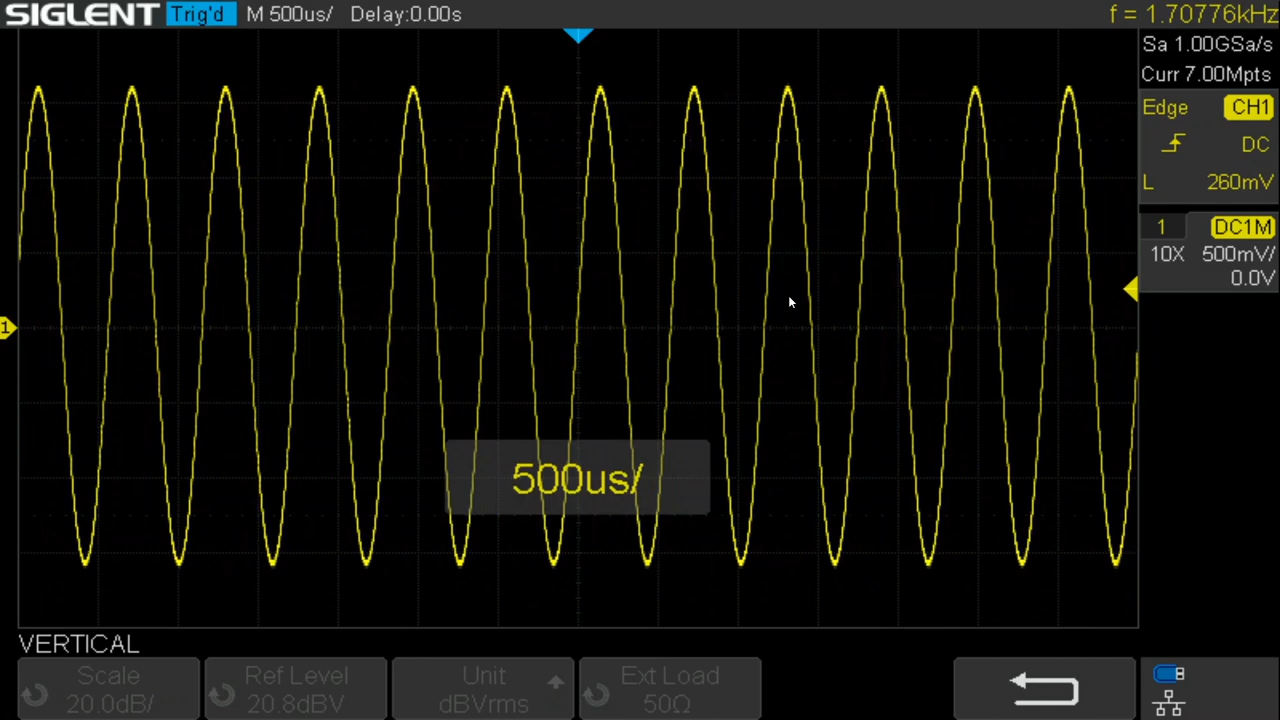 SIGLENT Trig'd M 500us/ Delay:0.00s f = 1.70776kHz
Sa 1.00GSa/s
Curr 7.00Mpts
Edge CH1
DC
L 260mV
1 DC1M
10X 500mV/
0.0V
1
500us/
VERTICAL
Scale
20.0dB/
Ref Level
20.8dBV
Unit
dBVrms
Ext Load
50Ω